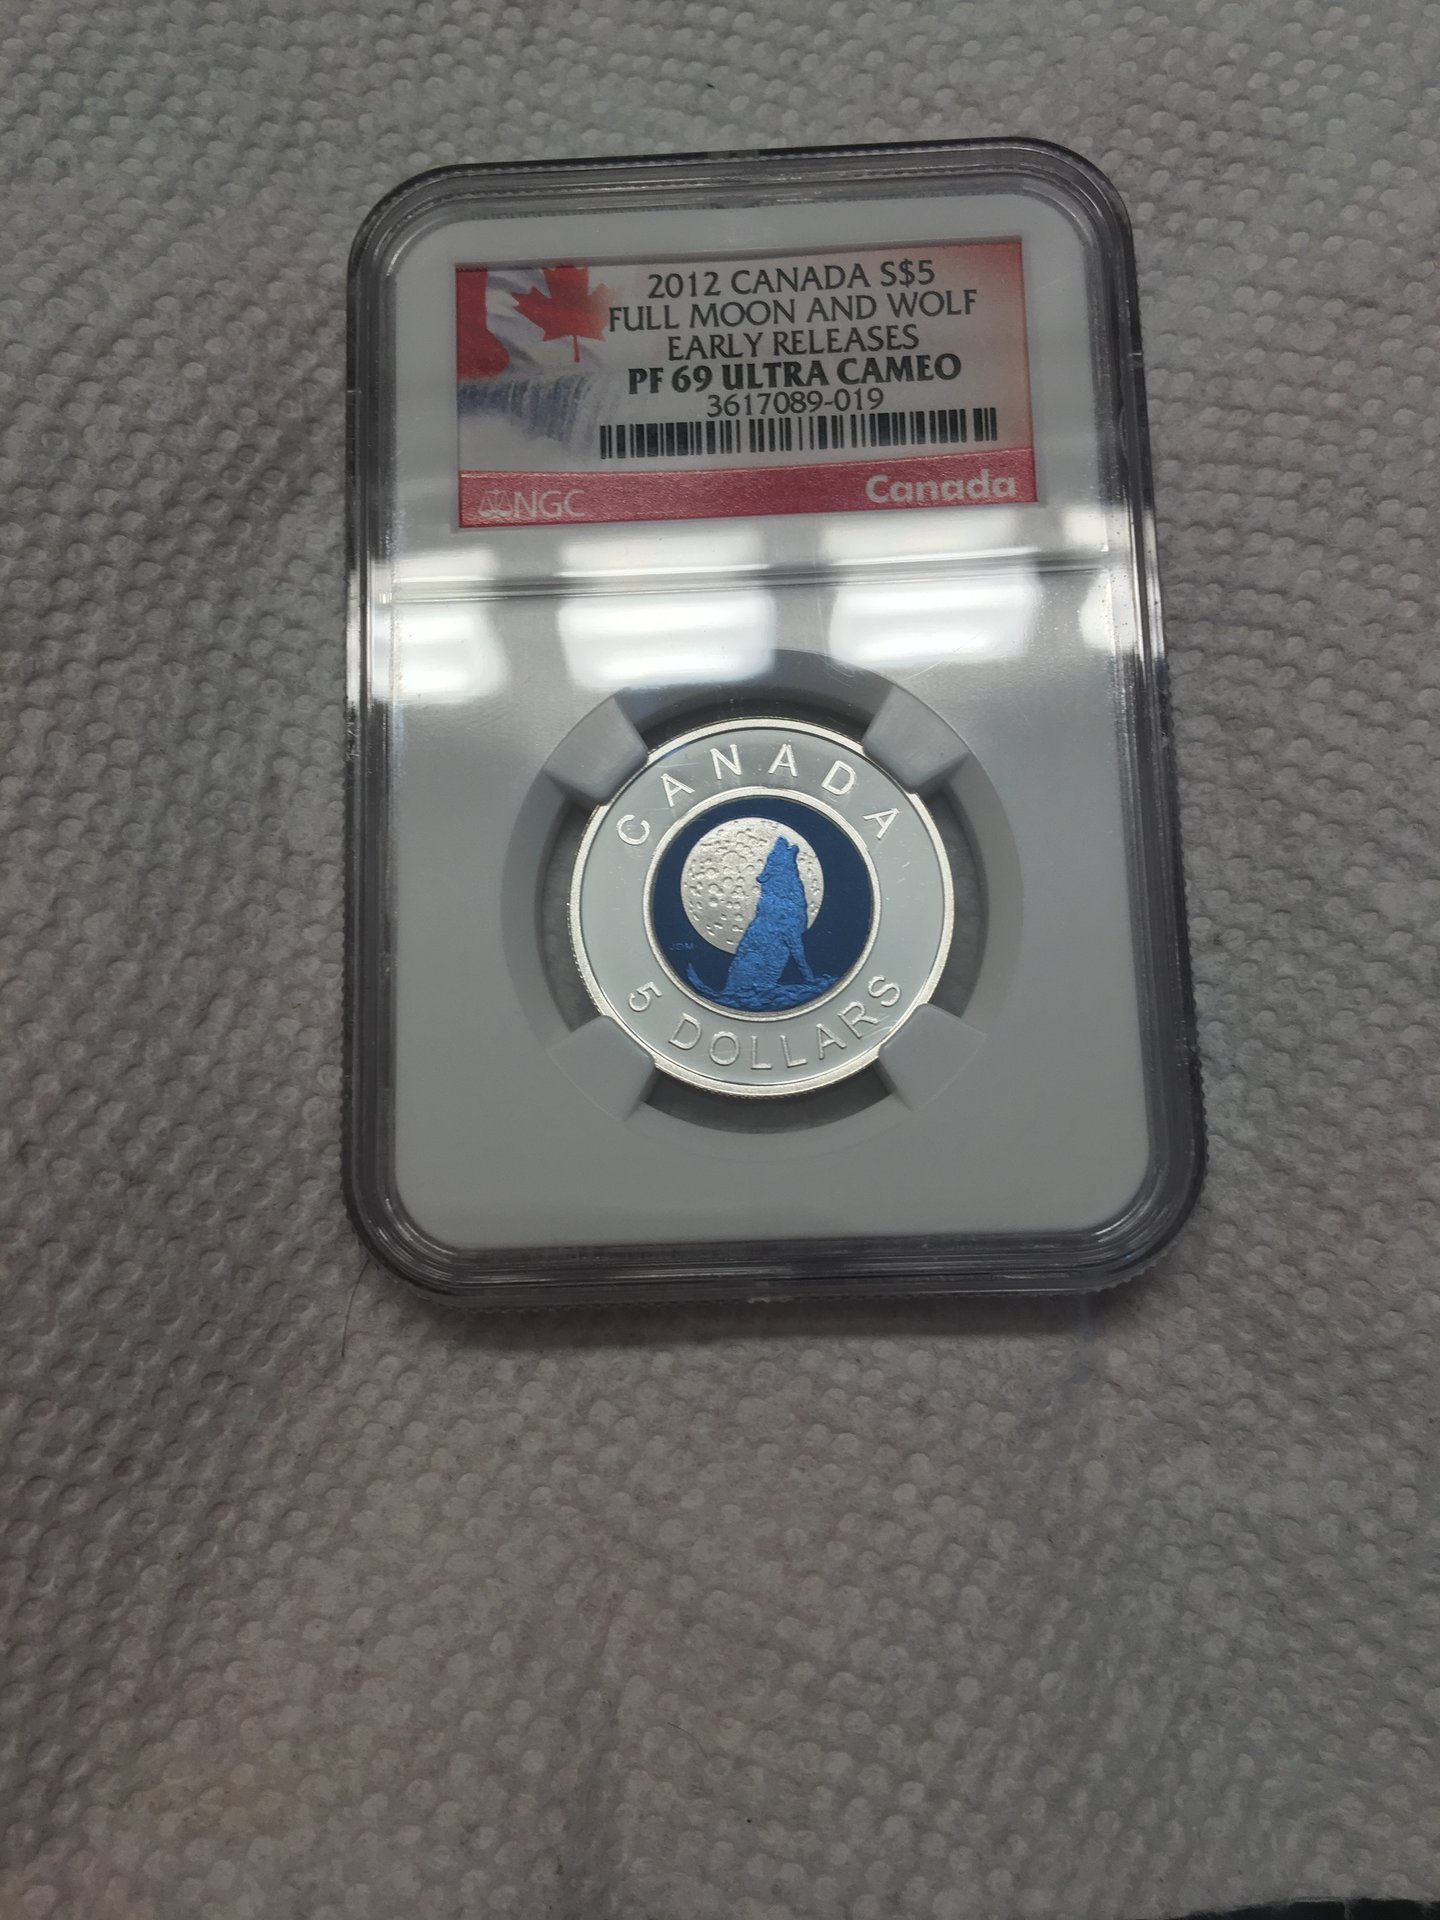 2012 CANADA S$5
FULL MOON AND WOLF
EARLY RELEASES
PF 69 ULTRA CAMEO
3617089-019
NGC
Canada
CANADA
JDM
5 DOLLARS